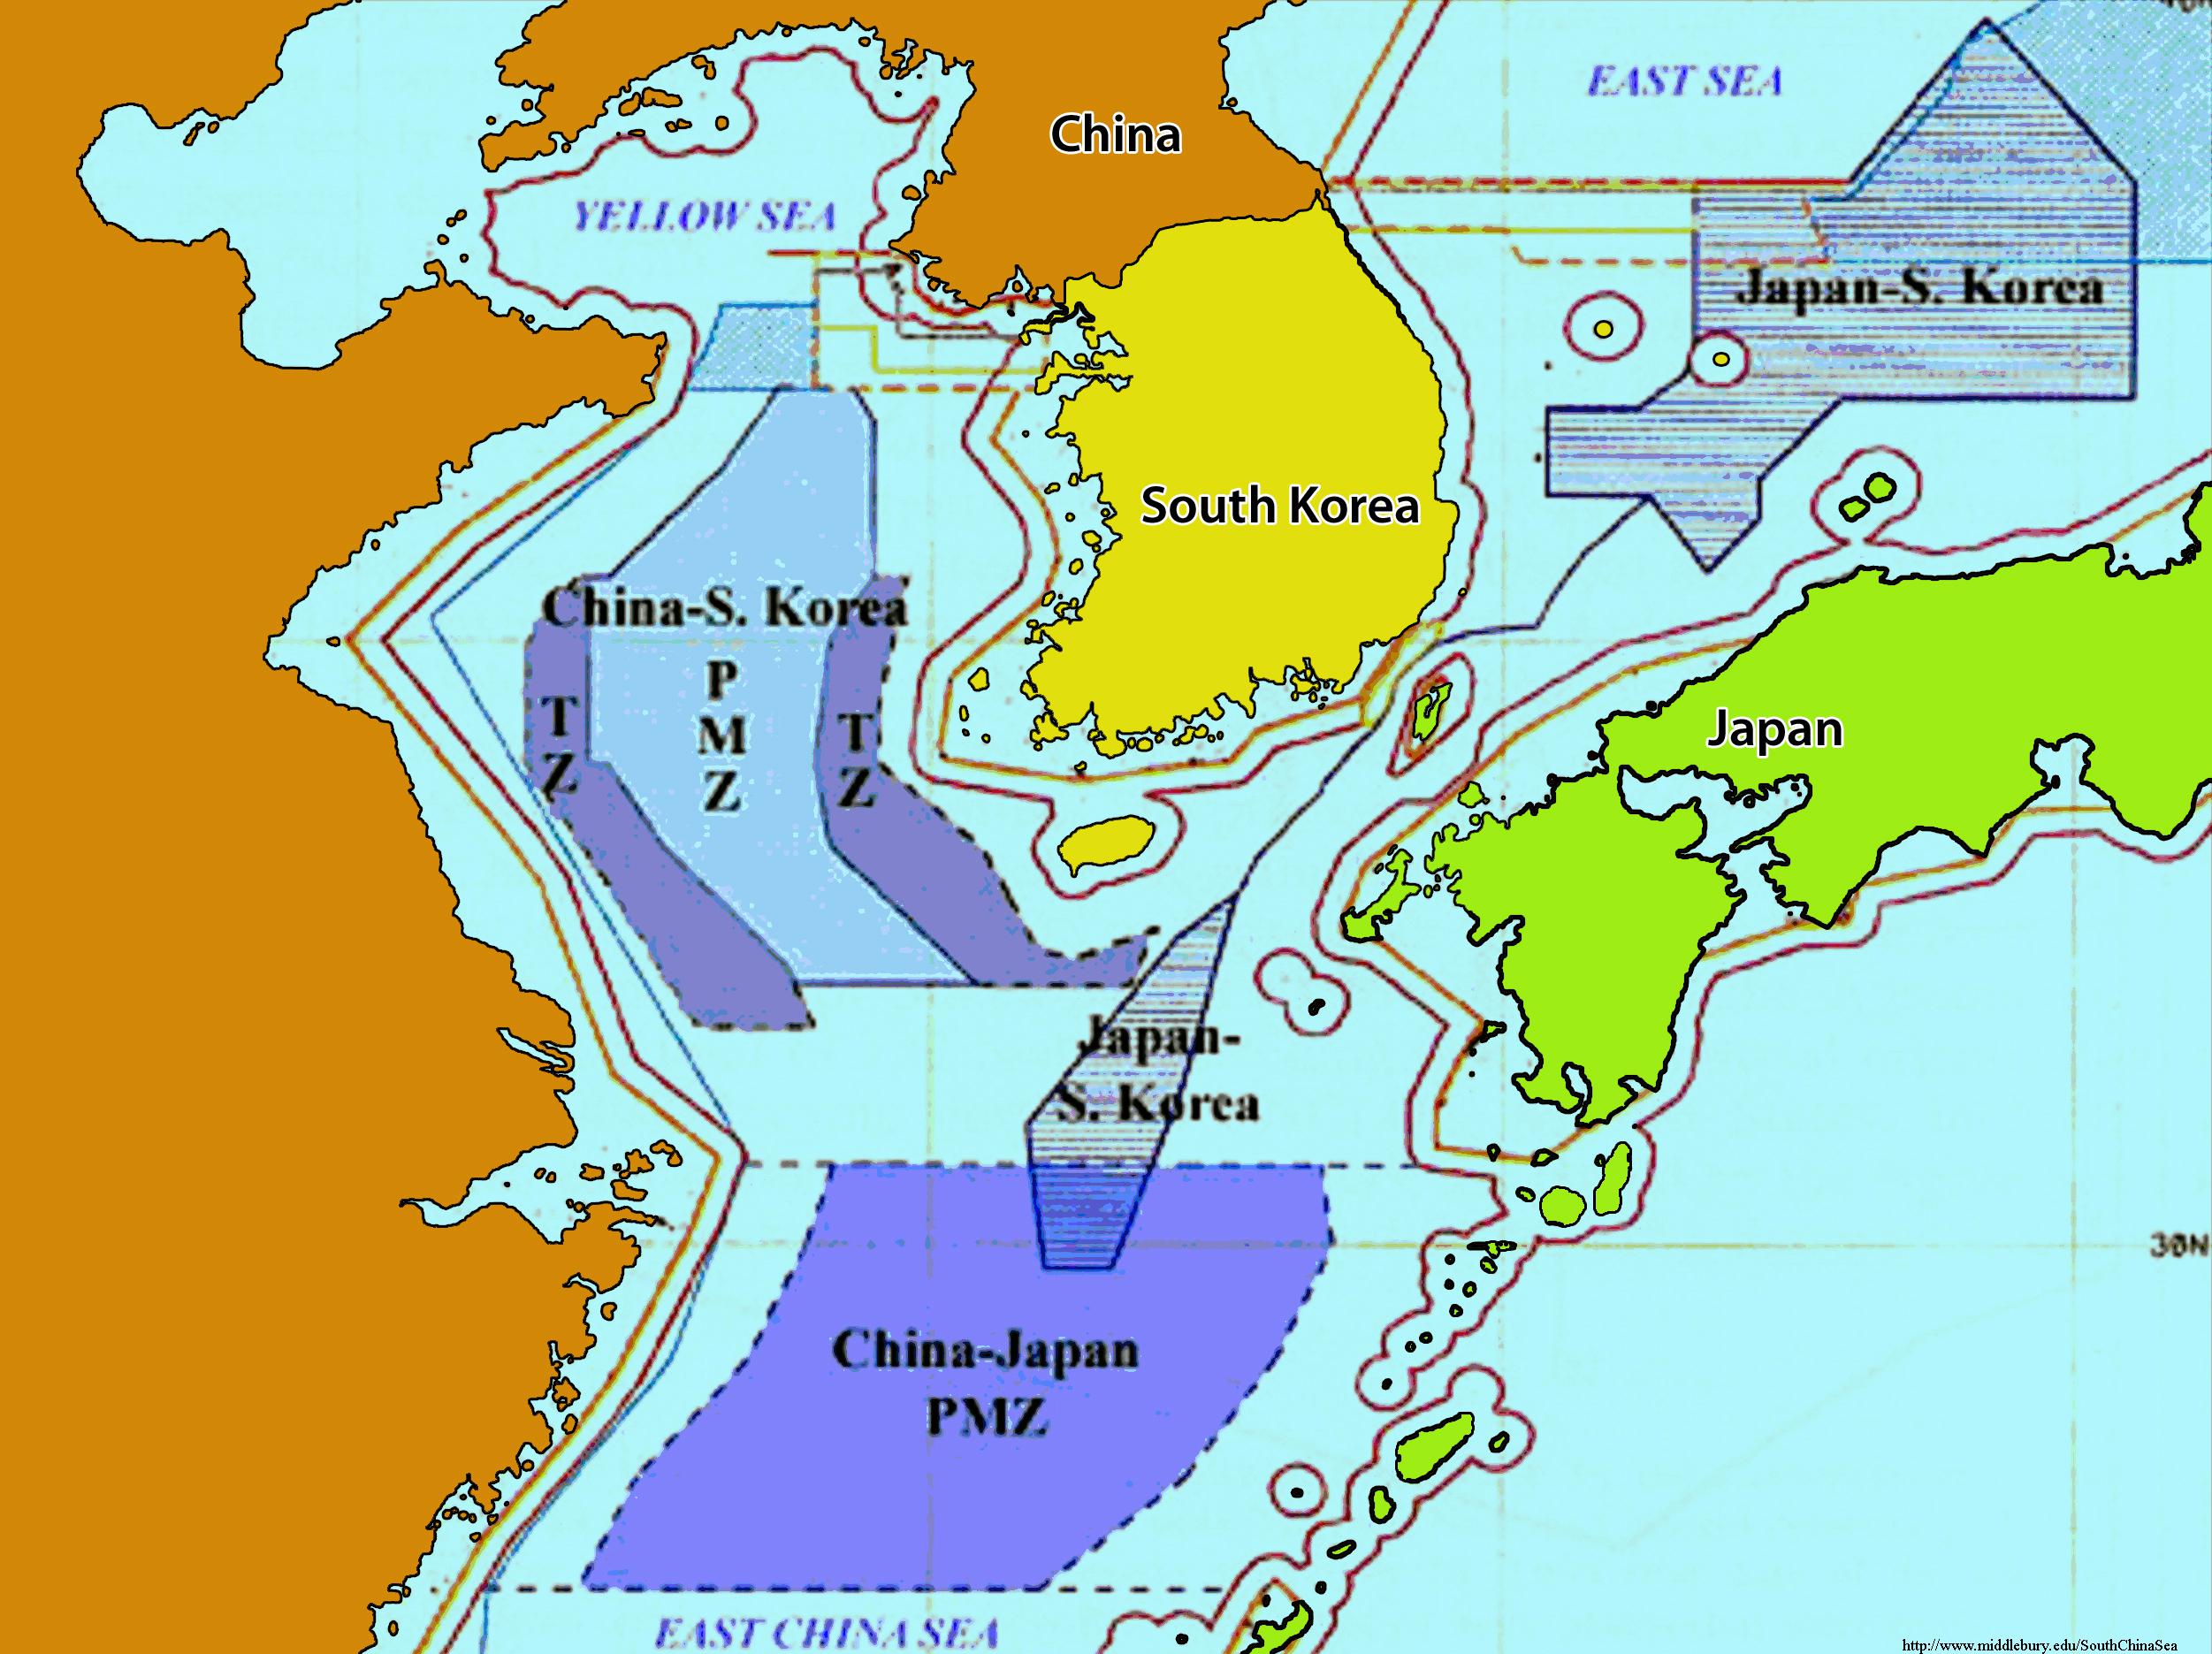 EAST SEA
China
YELLOW SEA
Japan-S. Korea
South Korea
China-S. Korea
P
M
Z
T
Z
T
Z
Japan
Japan-
S. Korea
30N
China-Japan
PMZ
EAST CHINA SEA
http://www.middlebury.edu/SouthChinaSea